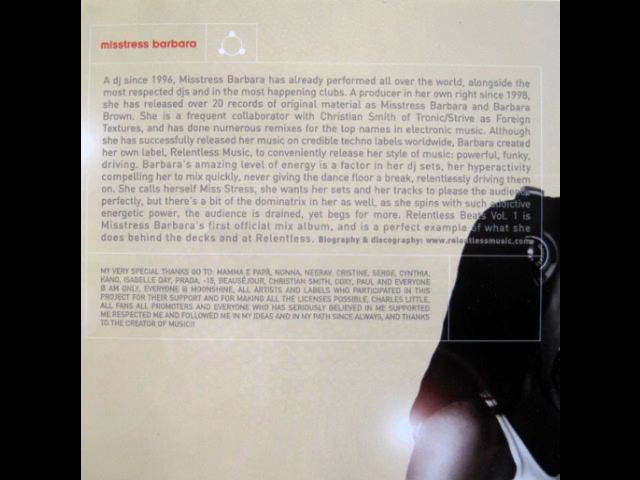 misstress barbara
A dj since 1996, Misstress Barbara has already performed all over the world, alongside the
most respected djs and in the most happening clubs. A producer in her own right since 1998,
she has released over 20 records of original material as Misstress Barbara and Barbara
Brown. She is a frequent collaborator with Christian Smith of Tronic/Strive as Foreign
Textures, and has done numerous remixes for the top names in electronic music. Although
she has successfully released her music on credible techno labels worldwide, Barbara created
her own label, Relentless Music, to conveniently release her style of music: powerful, funky,
driving. Barbara's amazing level of energy is a factor in her dj sets, her hyperactivity
compelling her to mix quickly, never giving the dance floor a break, relentlessly driving them
on. She calls herself Miss Stress, she wants her sets and her tracks to please the audience
perfectly, but there's a bit of the dominatrix in her as well, as she spins with such addictive
energetic power, the audience is drained, yet begs for more. Relentless Beats Vol. 1 is
Misstress Barbara's first official mix album, and is a perfect example of what she
does behind the decks and at Relentless. Biography & discography: www.relentlessmusic.com
MY VERY SPECIAL THANKS GO TO: MAMMA E PAPÀ, NONNA, NEERAV, CRISTINE, SERGE, CYNTHIA,
KANO, ISABELLE DAY, PRADA, -15, BEAUSÉJOUR, CHRISTIAN SMITH, COXY, PAUL, AND EVERYONE
@ AM ONLY, EVERYONE @ MOONSHINE, ALL ARTISTS AND LABELS WHO PARTICIPATED IN THIS
PROJECT FOR THEIR SUPPORT AND FOR MAKING ALL THE LICENSES POSSIBLE, CHARLES LITTLE,
ALL FANS ALL PROMOTERS AND EVERYONE WHO HAS SERIOUSLY BELIEVED IN ME SUPPORTED
ME RESPECTED ME AND FOLLOWED ME IN MY IDEAS AND IN MY PATH SINCE ALWAYS, AND THANKS
TO THE CREATOR OF MUSIC!!